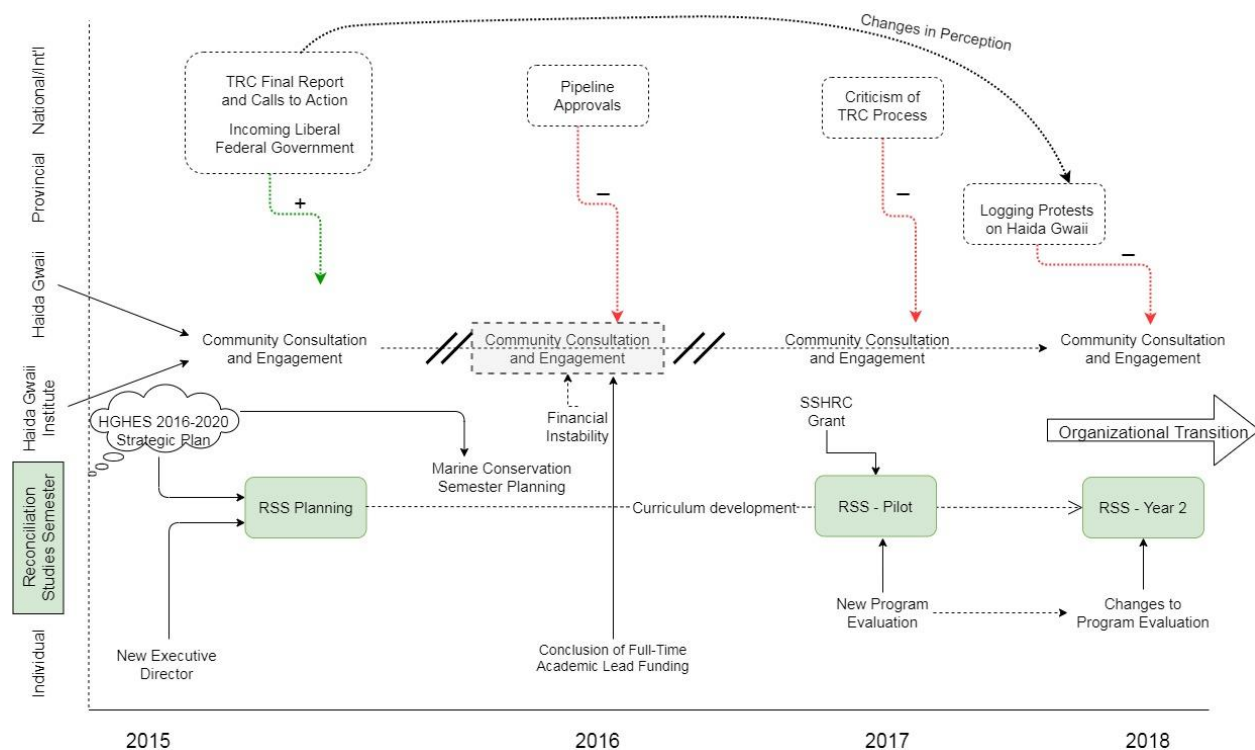 National/Int'l
Provincial
Haida Gwaii
Haida Gwaii
Institute
Reconciliation
Studies Semester
Individual
Changes in Perception
TRC Final Report
and Calls to Action
Incoming Liberal
Federal Government
+
Pipeline
Approvals
–
Criticism of
TRC Process
–
Logging Protests
on Haida Gwaii
–
Community Consultation
and Engagement
Community Consultation
and Engagement
Community Consultation
and Engagement
Community Consultation
and Engagement
HGHES 2016-2020
Strategic Plan
Financial
Instability
SSHRC
Grant
Organizational Transition
Marine Conservation
Semester Planning
RSS Planning
Curriculum development
RSS - Pilot
RSS - Year 2
New Executive
Director
Conclusion of Full-Time
Academic Lead Funding
New Program
Evaluation
Changes to
Program Evaluation
2015
2016
2017
2018